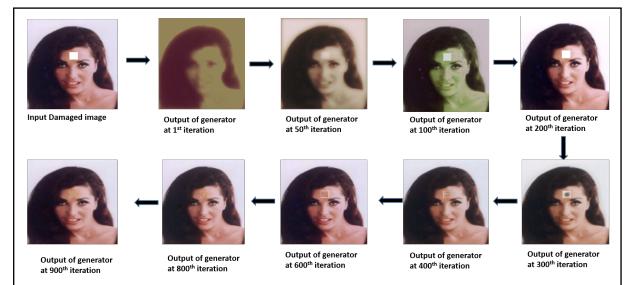 Input Damaged image
Output of generator
at 1st iteration
Output of generator
at 50th iteration
Output of generator
at 100th iteration
Output of generator
at 200th iteration
Output of generator
at 900th iteration
Output of generator
at 800th iteration
Output of generator
at 600th iteration
Output of generator
at 400th iteration
Output of generator
at 300th iteration